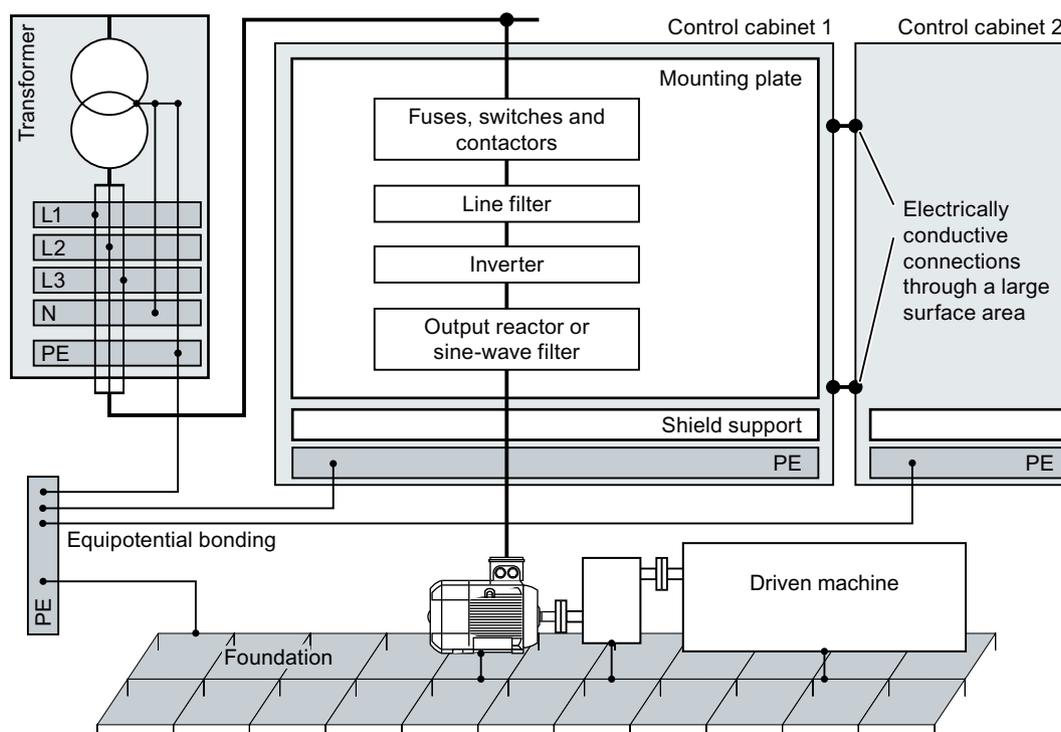 Transformer
L1
L2
L3
N
PE
Control cabinet 1
Control cabinet 2
Mounting plate
Fuses, switches and
contactors
Line filter
Inverter
Output reactor or
sine-wave filter
Electrically
conductive
connections
through a large
surface area
Shield support
PE
PE
Equipotential bonding
PE
Driven machine
Foundation